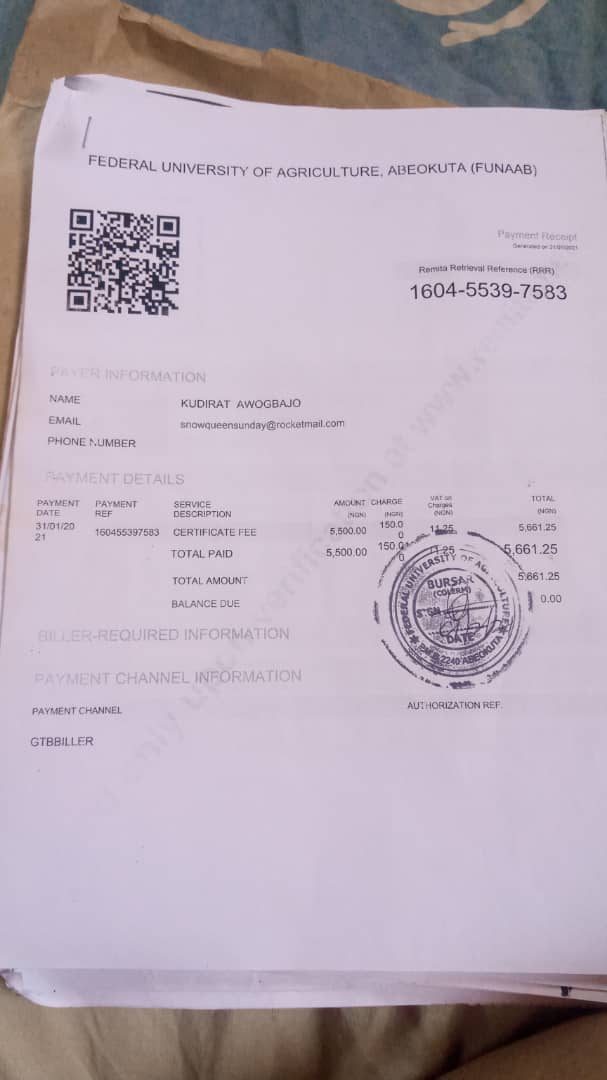 FEDERAL UNIVERSITY OF AGRICULTURE, ABEOKUTA (FUNAAB)
Payment Receipt
Generated on 31/01/2021
Remita Retrieval Reference (RRR)
1604-5539-7583
PAYER INFORMATION
NAME KUDIRAT AWOGBAJO
EMAIL snowqueensunday@rocketmail.com
PHONE NUMBER
PAYMENT DETAILS
PAYMENT DATE PAYMENT REF SERVICE DESCRIPTION AMOUNT (NGN) CHARGE (NGN) VAT on Charges (NGN) TOTAL (NGN)
31/01/2021 160455397583 CERTIFICATE FEE 5,500.00 150.00 11.25 5,661.25
TOTAL PAID 5,500.00 150.00 11.25 5,661.25
TOTAL AMOUNT 5,661.25
BALANCE DUE 0.00
FEDERAL UNIVERSITY OF AGRICULTURE
BURSAR
(COLERM)
SIGN
DATE
P.M.B. 2240 ABEOKUTA
BILLER-REQUIRED INFORMATION
PAYMENT CHANNEL INFORMATION
PAYMENT CHANNEL AUTHORIZATION REF.
GTBBILLER
only upon verification at www.